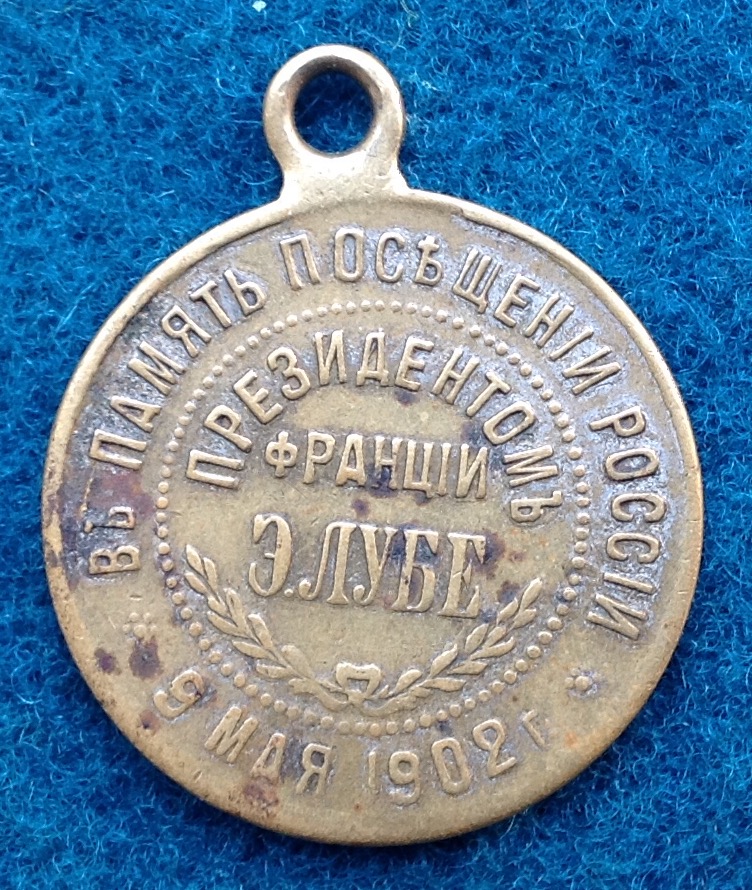 ВЪ ПАМЯТЬ ПОСѢЩЕНІИ РОССІИ
ПРЕЗИДЕНТОМЪ
ФРАНЦІИ
Э. ЛУБЕ
9 МАЯ 1902 г